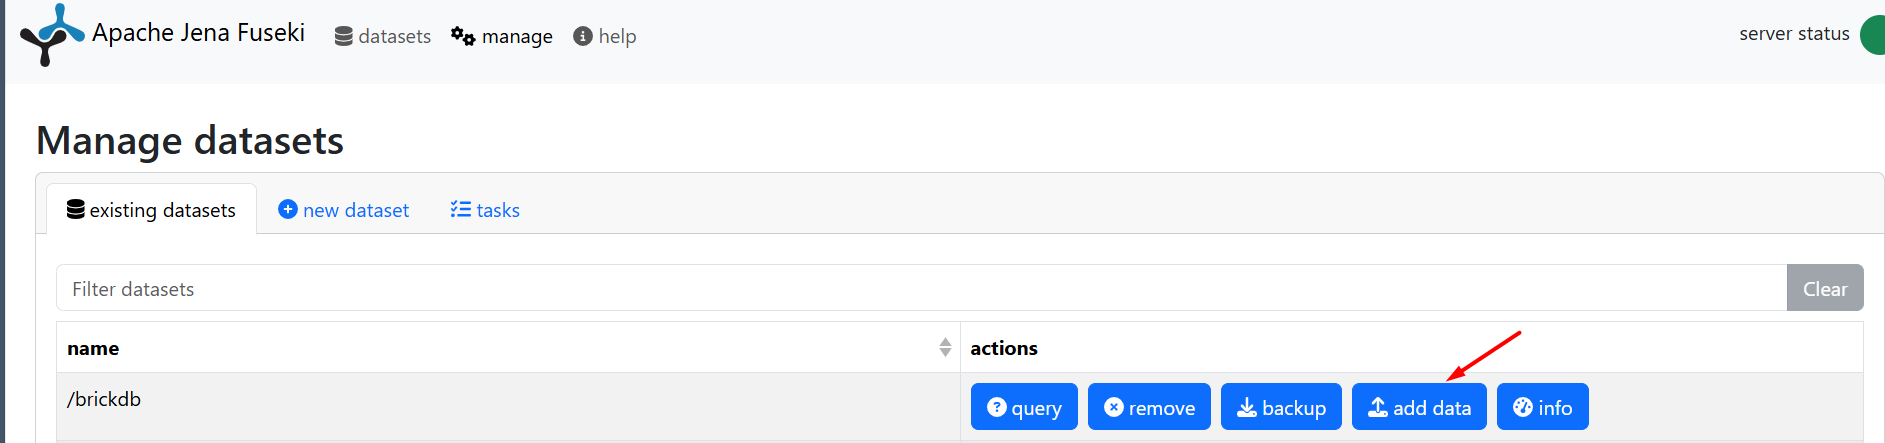 Apache Jena Fuseki datasets manage help server status
Manage datasets
existing datasets new dataset tasks
Filter datasets Clear
name actions
/brickdb query remove backup add data info